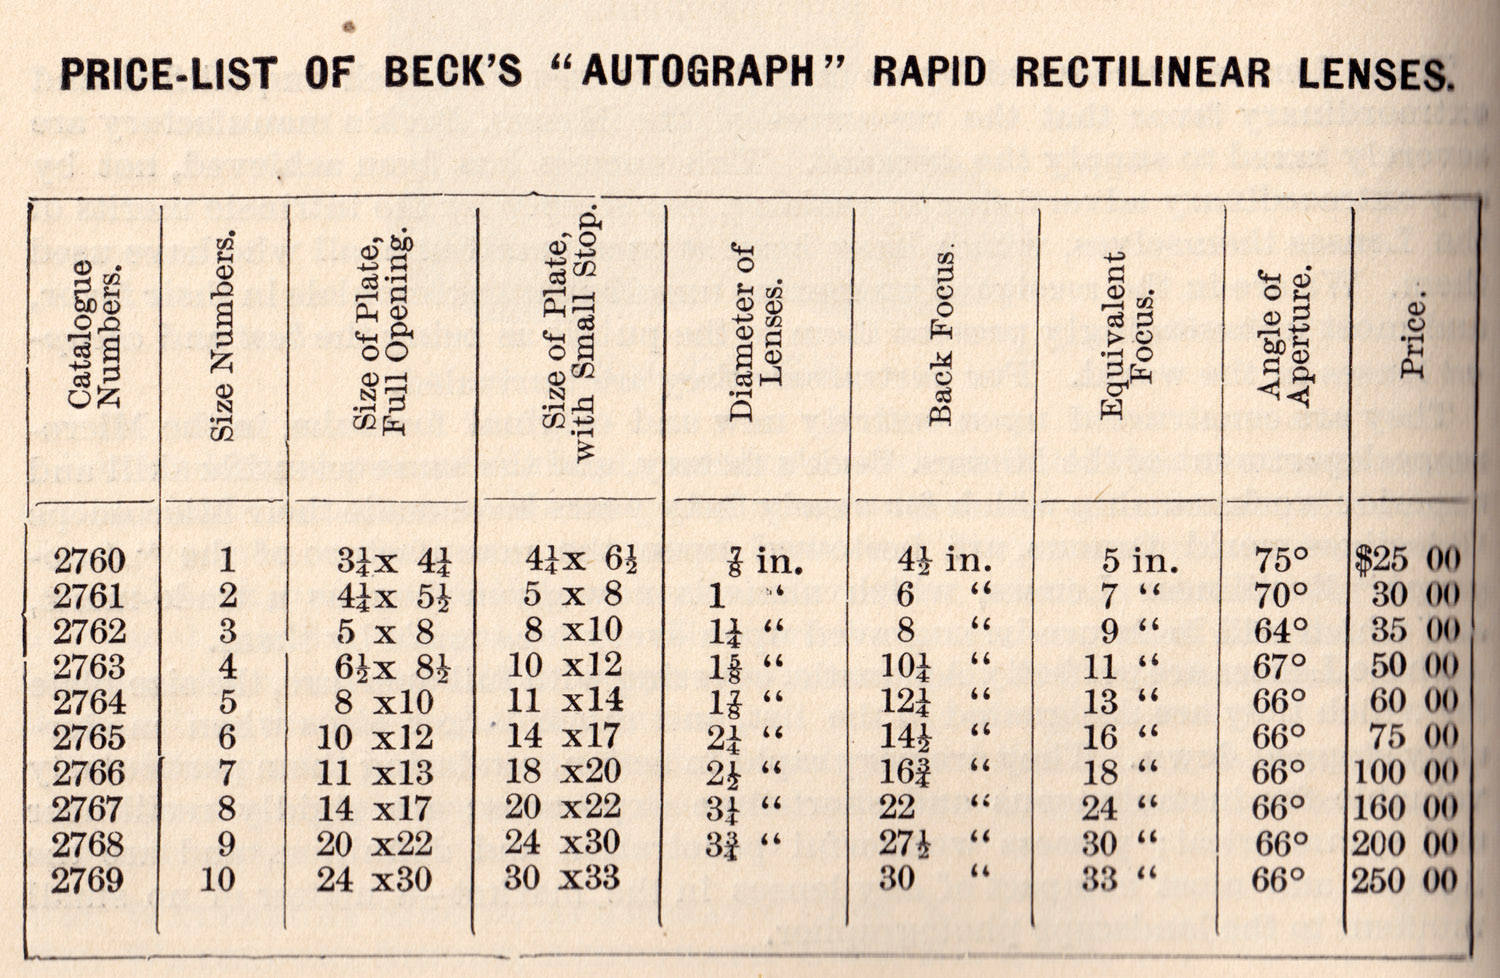 PRICE-LIST OF BECK'S “AUTOGRAPH” RAPID RECTILINEAR LENSES.
Catalogue Numbers. Size Numbers. Size of Plate, Full Opening. Size of Plate, with Small Stop. Diameter of Lenses. Back Focus. Equivalent Focus. Angle of Aperture. Price.
2760 1 3¼ x 4¼ 4¼ x 6½ ⅞ in. 4½ in. 5 in. 75° $25 00
2761 2 4¼ x 5½ 5 x 8 1 “ 6 “ 7 “ 70° 30 00
2762 3 5 x 8 8 x10 1¼ “ 8 “ 9 “ 64° 35 00
2763 4 6½ x 8½ 10 x12 1⅝ “ 10¼ “ 11 “ 67° 50 00
2764 5 8 x10 11 x14 1⅞ “ 12¼ “ 13 “ 66° 60 00
2765 6 10 x12 14 x17 2¼ “ 14½ “ 16 “ 66° 75 00
2766 7 11 x13 18 x20 2½ “ 16¾ “ 18 “ 66° 100 00
2767 8 14 x17 20 x22 3¼ “ 22 “ 24 “ 66° 160 00
2768 9 20 x22 24 x30 3¾ “ 27½ “ 30 “ 66° 200 00
2769 10 24 x30 30 x33 30 “ 33 “ 66° 250 00